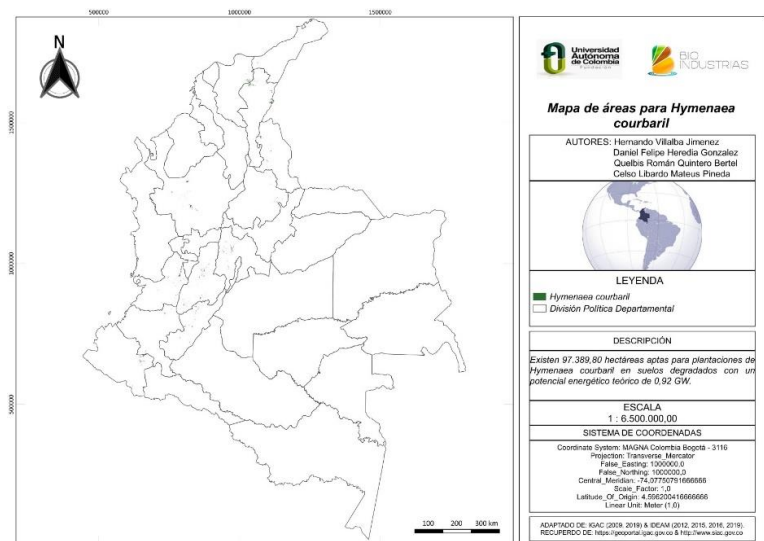 500000 1000000 1500000
N
1500000
1000000
500000
100 200 300 km
Universidad
Autónoma
de Colombia
BIO
INDUSTRIAS
Mapa de áreas para Hymenaea
courbaril
AUTORES: Hernando Villalba Jimenez
Daniel Felipe Heredia Gonzalez
Quelbis Román Quintero Bertel
Celso Libardo Mateus Pineda
LEYENDA
Hymenaea courbaril
División Política Departamental
DESCRIPCIÓN
Existen 97.389,80 hectáreas aptas para plantaciones de
Hymenaea courbaril en suelos degradados con un
potencial energético teórico de 0,92 GW.
ESCALA
1 : 6.500.000,00
SISTEMA DE COORDENADAS
Coordinate System: MAGNA Colombia Bogotá - 3116
Projection: Transverse_Mercator
False_Easting: 1000000,0
False_Northing: 1000000,0
Central_Meridian: -74,07750791666666
Scale_Factor: 1,0
Latitude_Of_Origin: 4.596200416666666
Linear Unit: Meter (1,0)
ADAPTADO DE: IGAC (2009, 2019) & IDEAM (2012, 2015, 2016, 2019).
RECUPERDO DE: https://geoportal.igac.gov.co & http://www.siac.gov.co